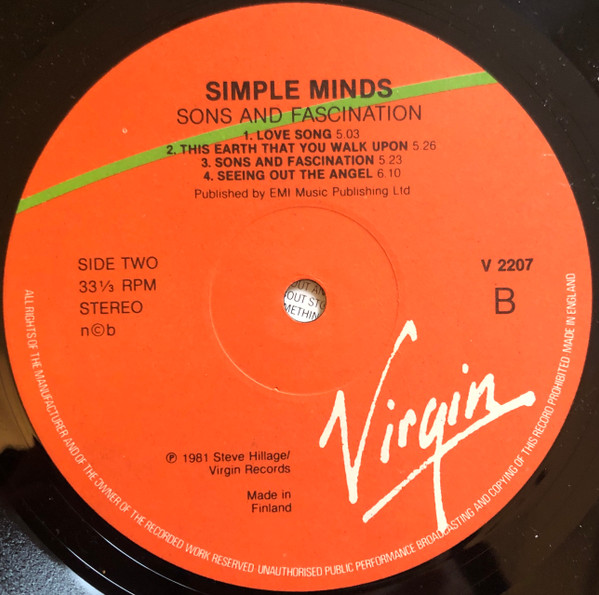 SIMPLE MINDS
SONS AND FASCINATION
1. LOVE SONG 5.03
2. THIS EARTH THAT YOU WALK UPON 5.26
3. SONS AND FASCINATION 5.23
4. SEEING OUT THE ANGEL 6.10
Published by EMI Music Publishing Ltd
SIDE TWO
33⅓ RPM
STEREO
n©b
V 2207
B
OUT STO
METHIN
Virgin
℗ 1981 Steve Hillage/
Virgin Records
Made in
Finland
ALL RIGHTS OF THE MANUFACTURER AND OF THE OWNER OF THE RECORDED WORK RESERVED UNAUTHORISED PUBLIC PERFORMANCE BROADCASTING AND COPYING OF THIS RECORD PROHIBITED MADE IN ENGLAND